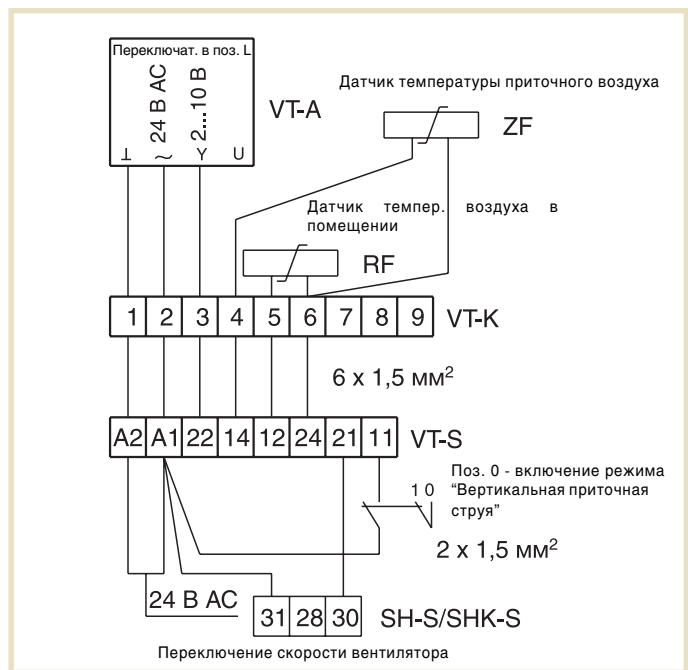 Переключат. в поз. L
24 В AC
2...10 В
VT-A
⊥ ~ Y U
Датчик температуры приточного воздуха
ZF
Датчик темпер. воздуха в
помещении
RF
1 2 3 4 5 6 7 8 9 VT-K
6 x 1,5 мм²
A2 A1 22 14 12 24 21 11 VT-S
Поз. 0 - включение режима
1 0 “Вертикальная приточная
струя”
2 x 1,5 мм²
24 В AC
31 28 30 SH-S/SHK-S
Переключение скорости вентилятора